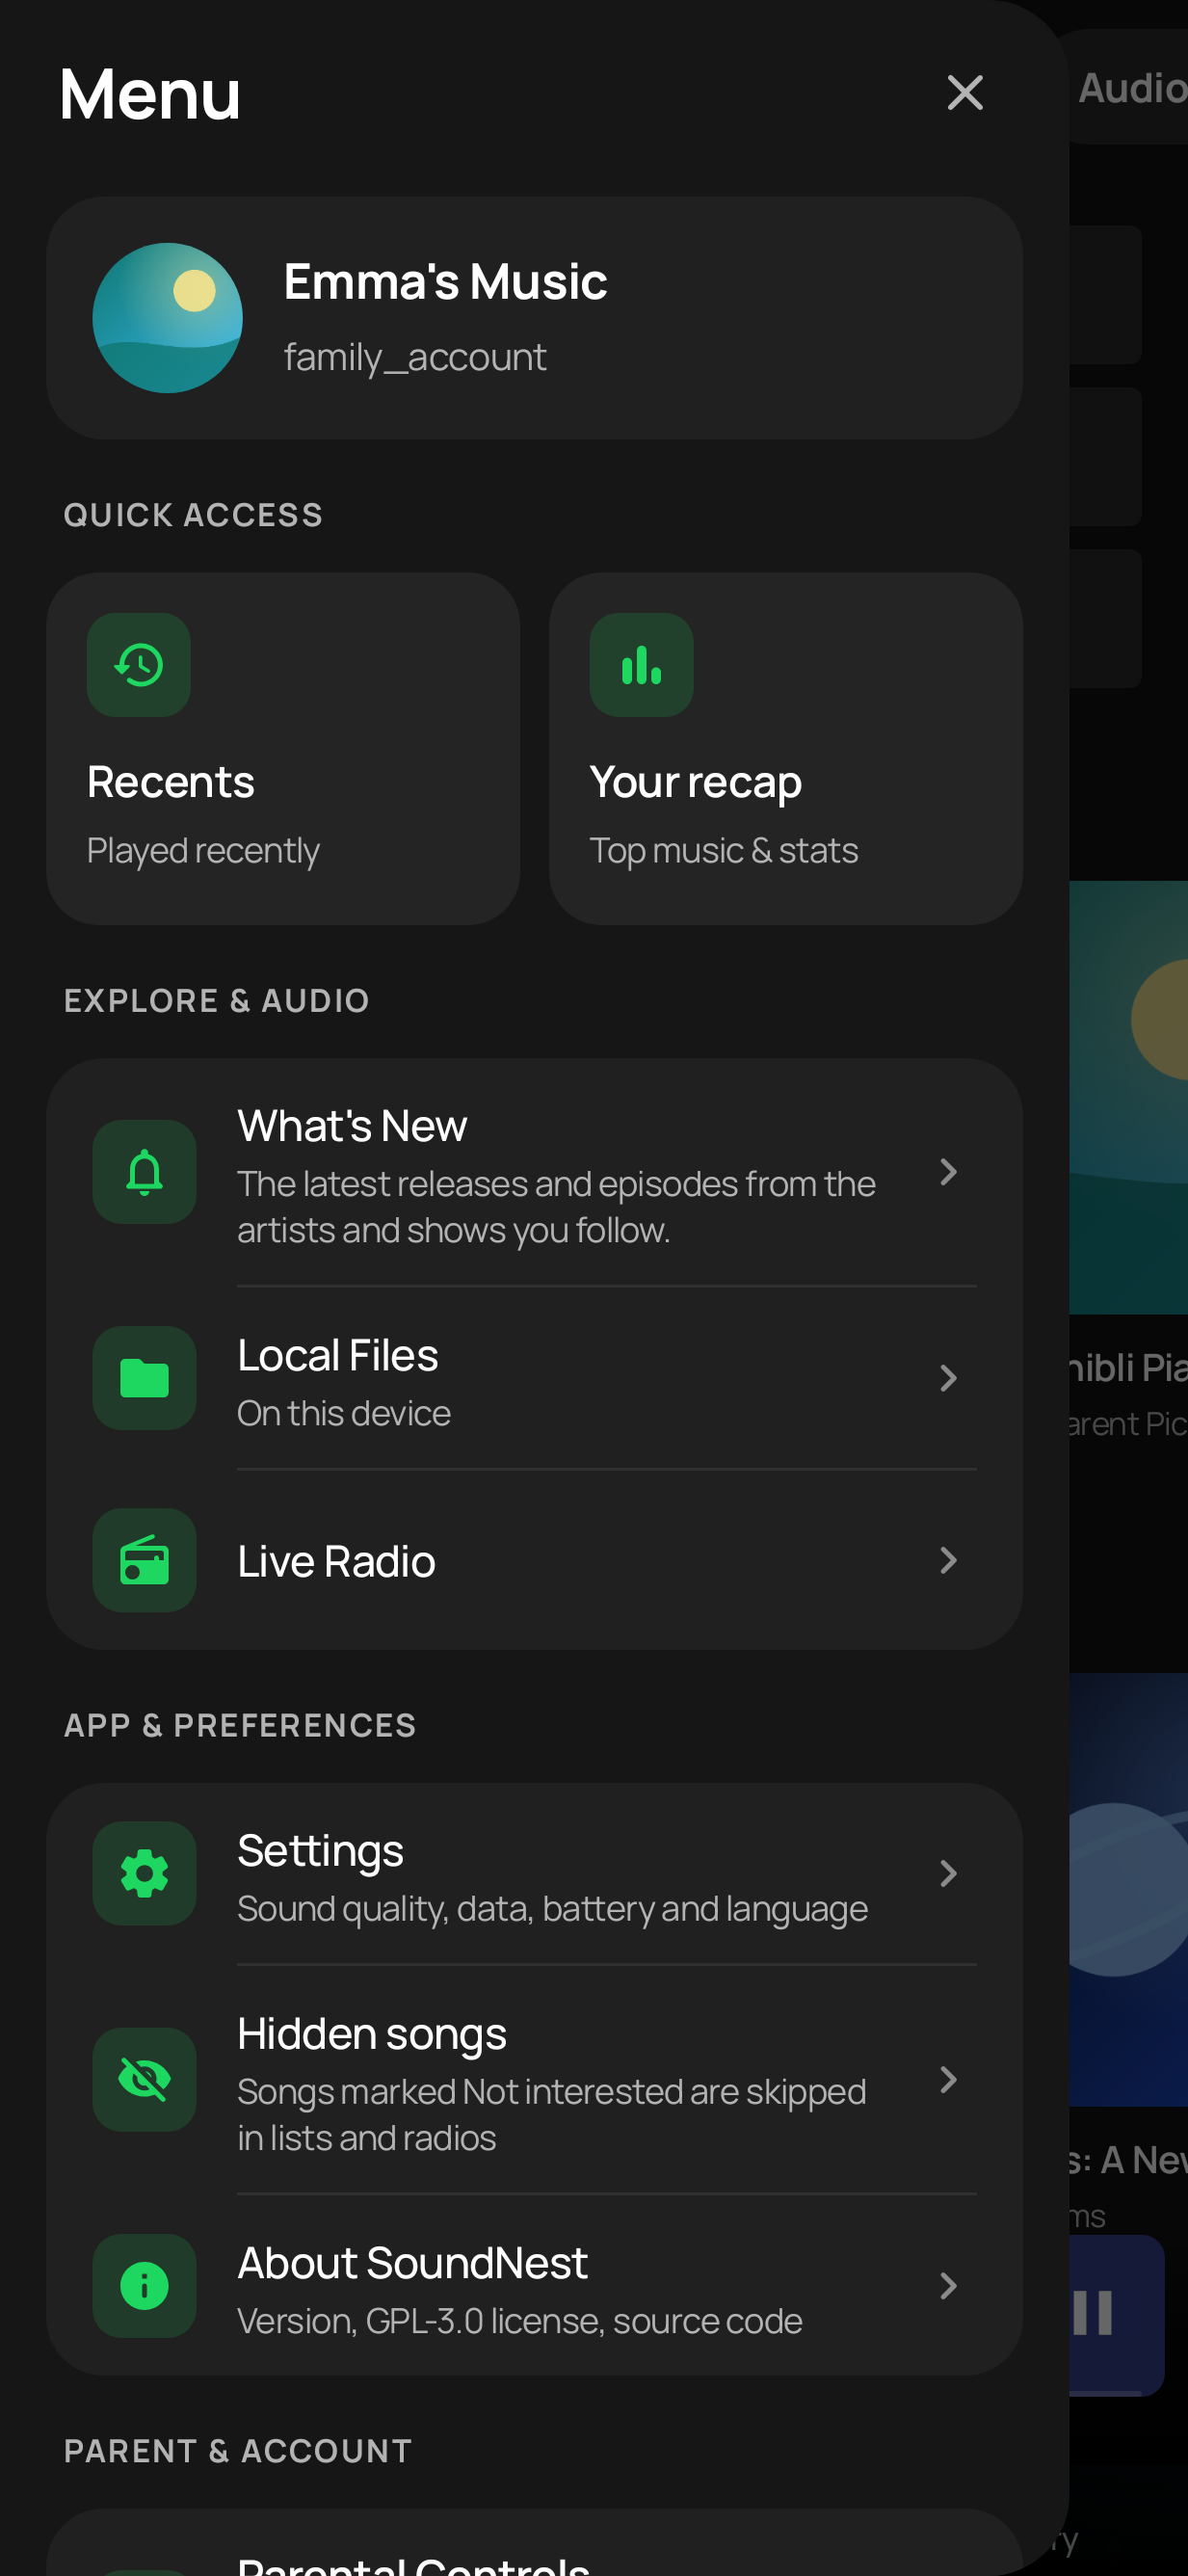 Menu
Audio
Emma's Music
family_account
QUICK ACCESS
Recents
Played recently
Your recap
Top music & stats
EXPLORE & AUDIO
What's New
The latest releases and episodes from the
artists and shows you follow.
Local Files
On this device
Live Radio
APP & PREFERENCES
Settings
Sound quality, data, battery and language
Hidden songs
Songs marked Not interested are skipped
in lists and radios
s: A New
About SoundNest
Version, GPL-3.0 license, source code
PARENT & ACCOUNT
Parental Controls